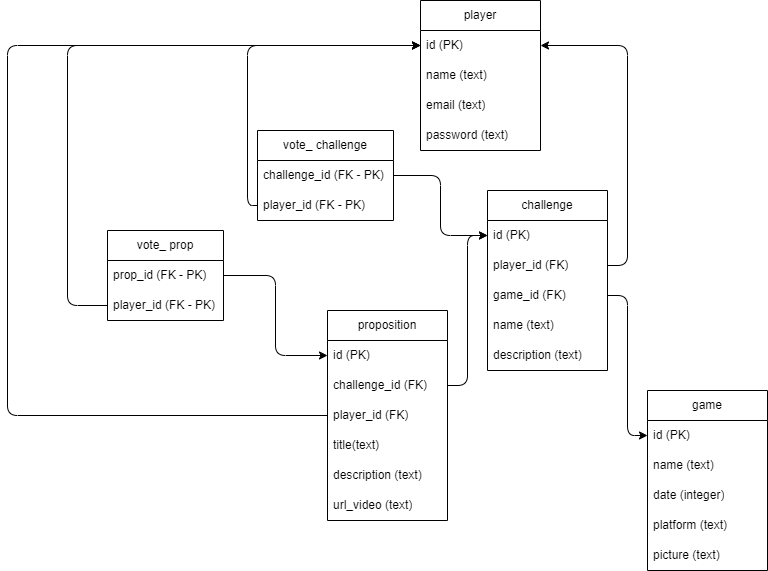 player
id (PK)
name (text)
email (text)
password (text)
vote_ challenge
challenge_id (FK - PK)
player_id (FK - PK)
challenge
id (PK)
player_id (FK)
game_id (FK)
name (text)
description (text)
vote_ prop
prop_id (FK - PK)
player_id (FK - PK)
proposition
id (PK)
challenge_id (FK)
player_id (FK)
title(text)
description (text)
url_video (text)
game
id (PK)
name (text)
date (integer)
platform (text)
picture (text)